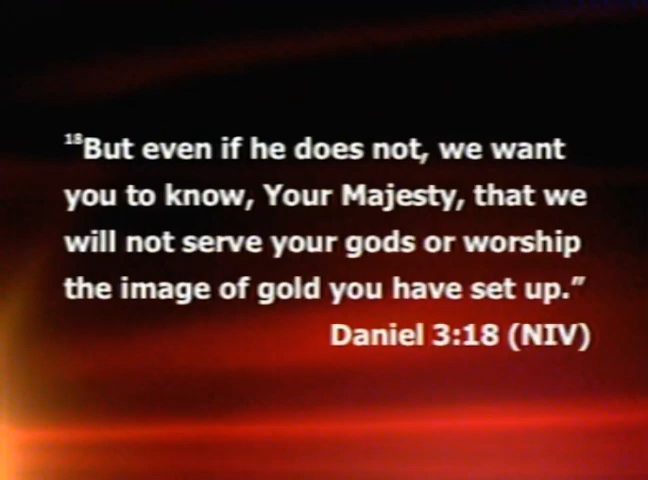 ¹⁸But even if he does not, we want
you to know, Your Majesty, that we
will not serve your gods or worship
the image of gold you have set up.”
Daniel 3:18 (NIV)